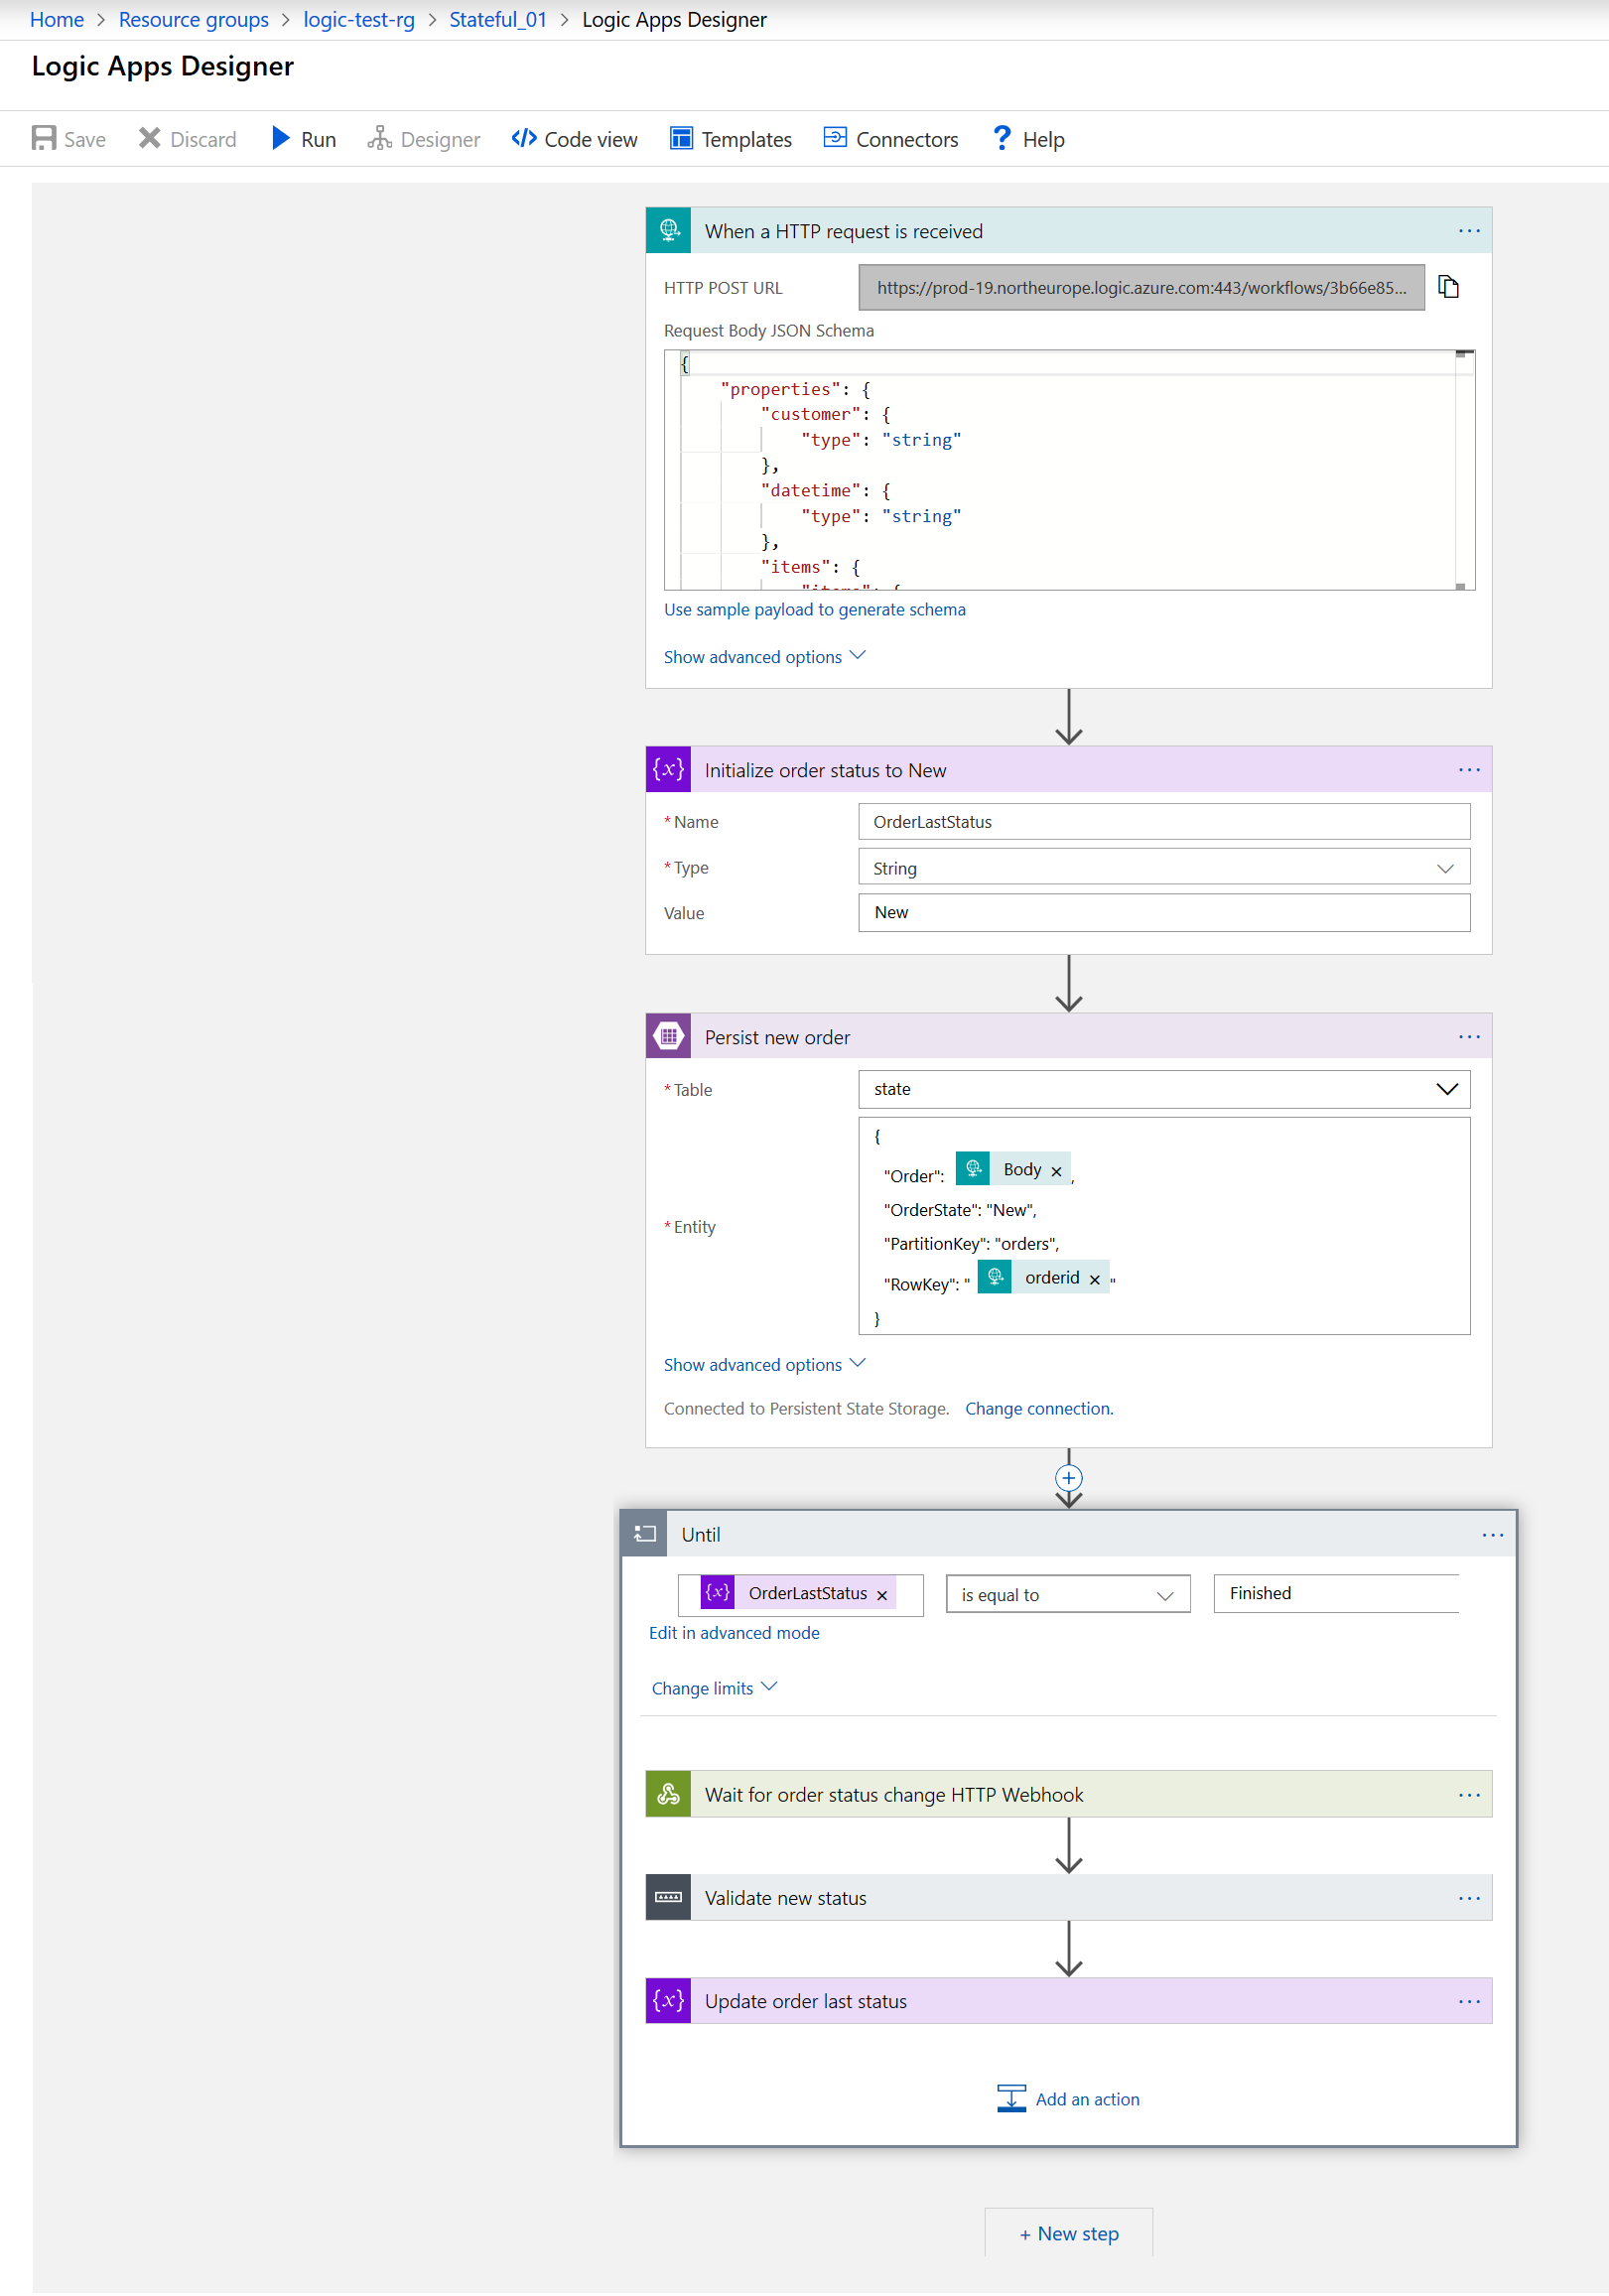 Home > Resource groups > logic-test-rg > Stateful_01 > Logic Apps Designer
Logic Apps Designer
Save Discard Run Designer Code view Templates Connectors Help
When a HTTP request is received ...
HTTP POST URL https://prod-19.northeurope.logic.azure.com:443/workflows/3b66e85...
Request Body JSON Schema
{
"properties": {
"customer": {
"type": "string"
},
"datetime": {
"type": "string"
},
"items": {
"items": {
Use sample payload to generate schema
Show advanced options
{x} Initialize order status to New ...
* Name OrderLastStatus
* Type String
Value New
Persist new order ...
* Table state
{
"Order": Body × ,
"OrderState": "New",
"PartitionKey": "orders",
* Entity
"RowKey": " orderid × "
}
Show advanced options
Connected to Persistent State Storage. Change connection.
+
Until ...
{x} OrderLastStatus × is equal to Finished
Edit in advanced mode
Change limits
Wait for order status change HTTP Webhook ...
Validate new status ...
{x} Update order last status ...
Add an action
+ New step